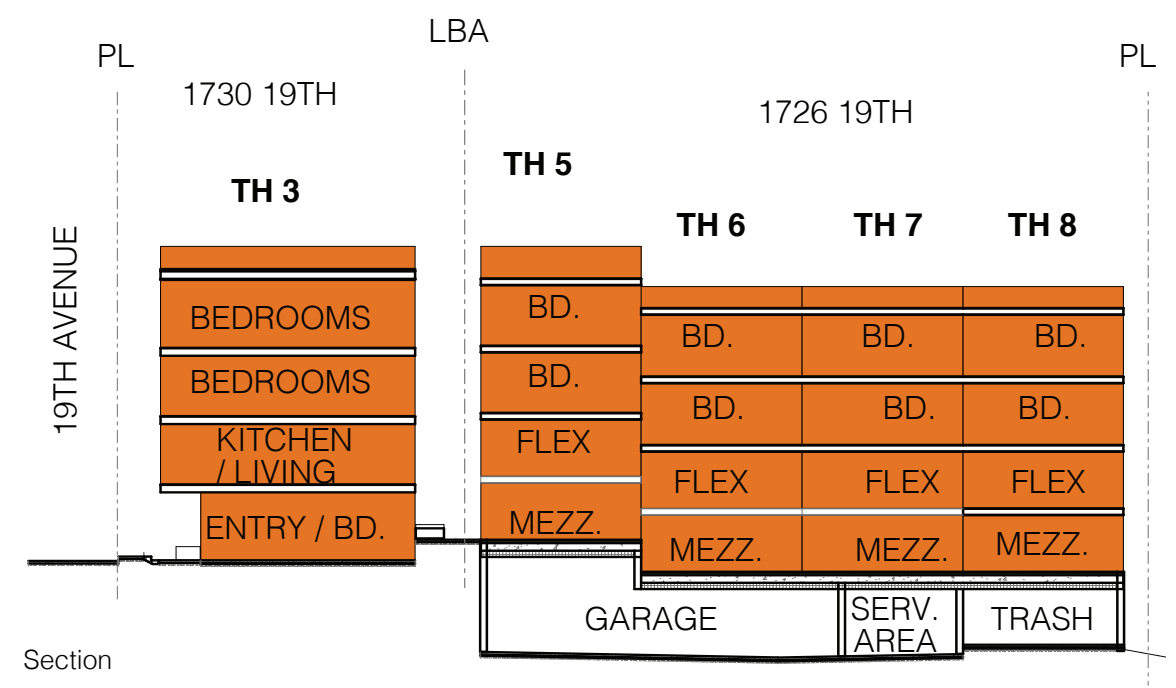 LBA
PL
PL
1730 19TH
1726 19TH
TH 5
TH 3
TH 6
TH 7
TH 8
19TH AVENUE
BEDROOMS
BEDROOMS
KITCHEN
/ LIVING
ENTRY / BD.
BD.
BD.
FLEX
MEZZ.
BD.
BD.
BD.
BD.
BD.
BD.
FLEX
FLEX
FLEX
MEZZ.
MEZZ.
MEZZ.
GARAGE
SERV.
AREA
TRASH
Section